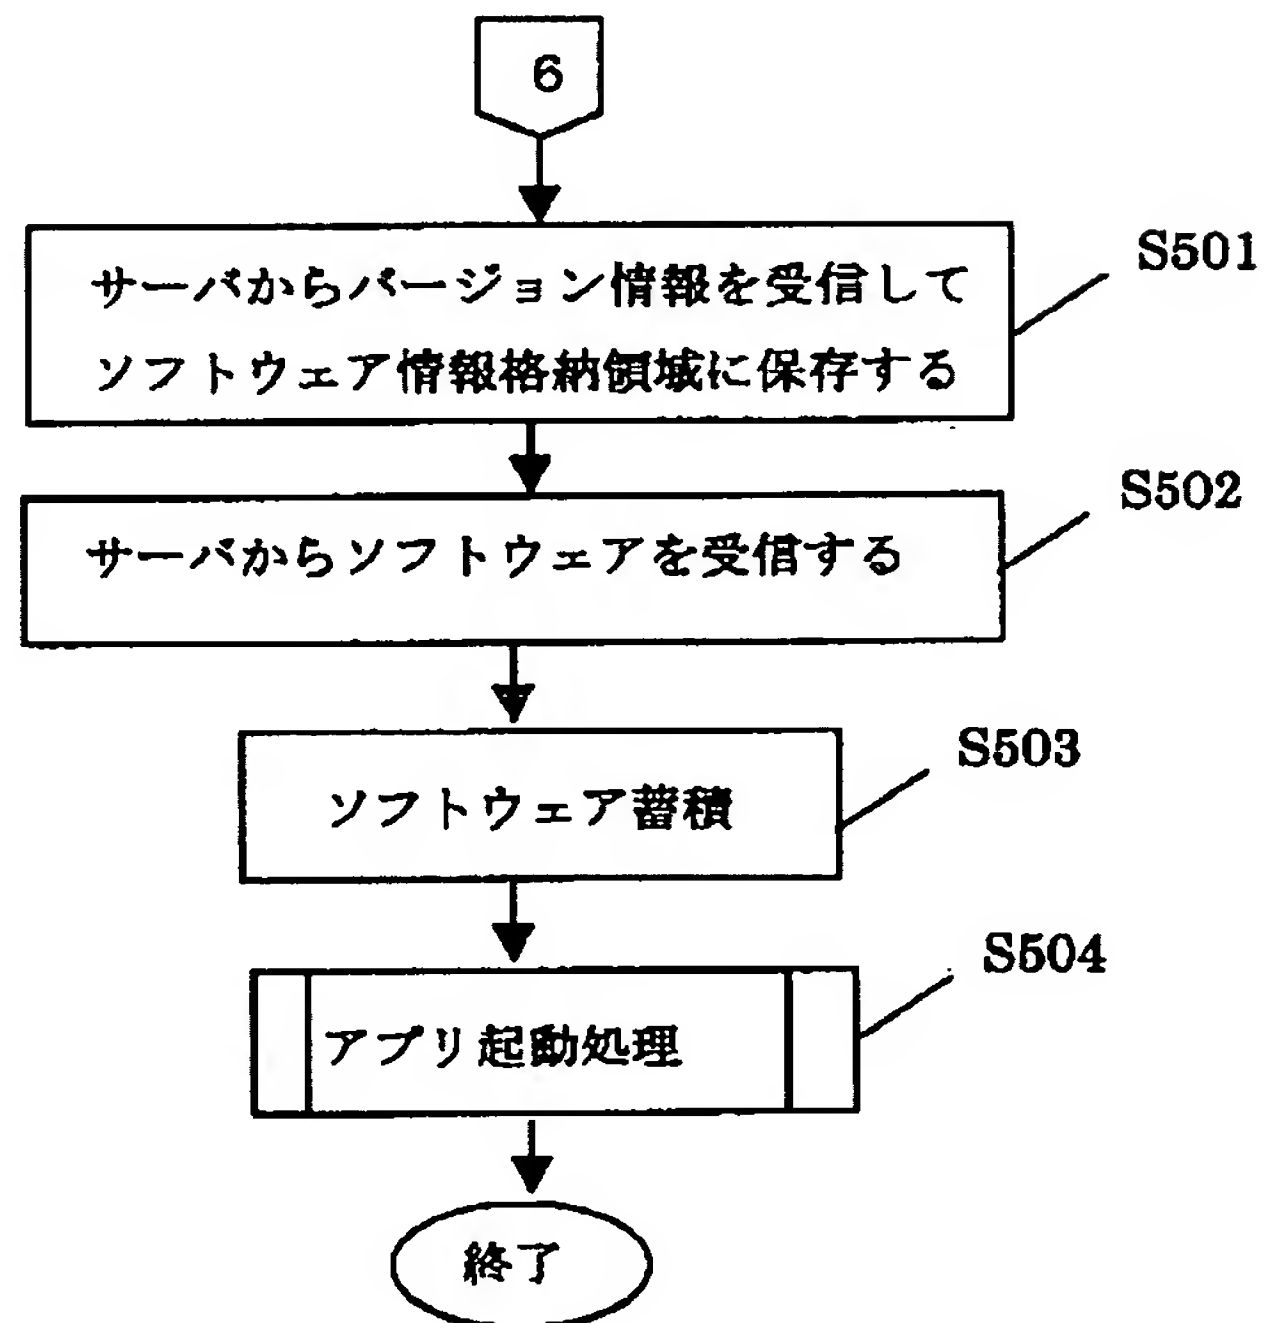 6
サーバからバージョン情報を受信して
ソフトウェア情報格納領域に保存する
S501
サーバからソフトウェアを受信する
S502
ソフトウェア蓄積
S503
アプリ起動処理
S504
終了